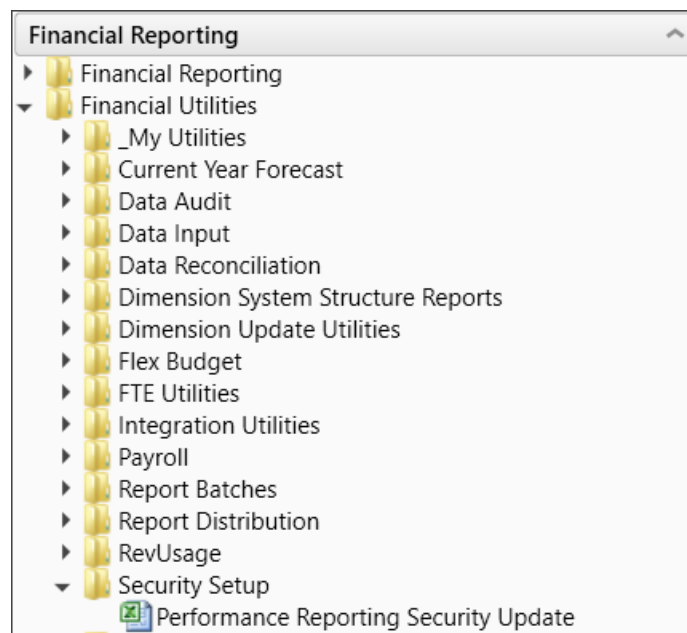 Financial Reporting
Financial Reporting
Financial Utilities
_My Utilities
Current Year Forecast
Data Audit
Data Input
Data Reconciliation
Dimension System Structure Reports
Dimension Update Utilities
Flex Budget
FTE Utilities
Integration Utilities
Payroll
Report Batches
Report Distribution
RevUsage
Security Setup
Performance Reporting Security Update